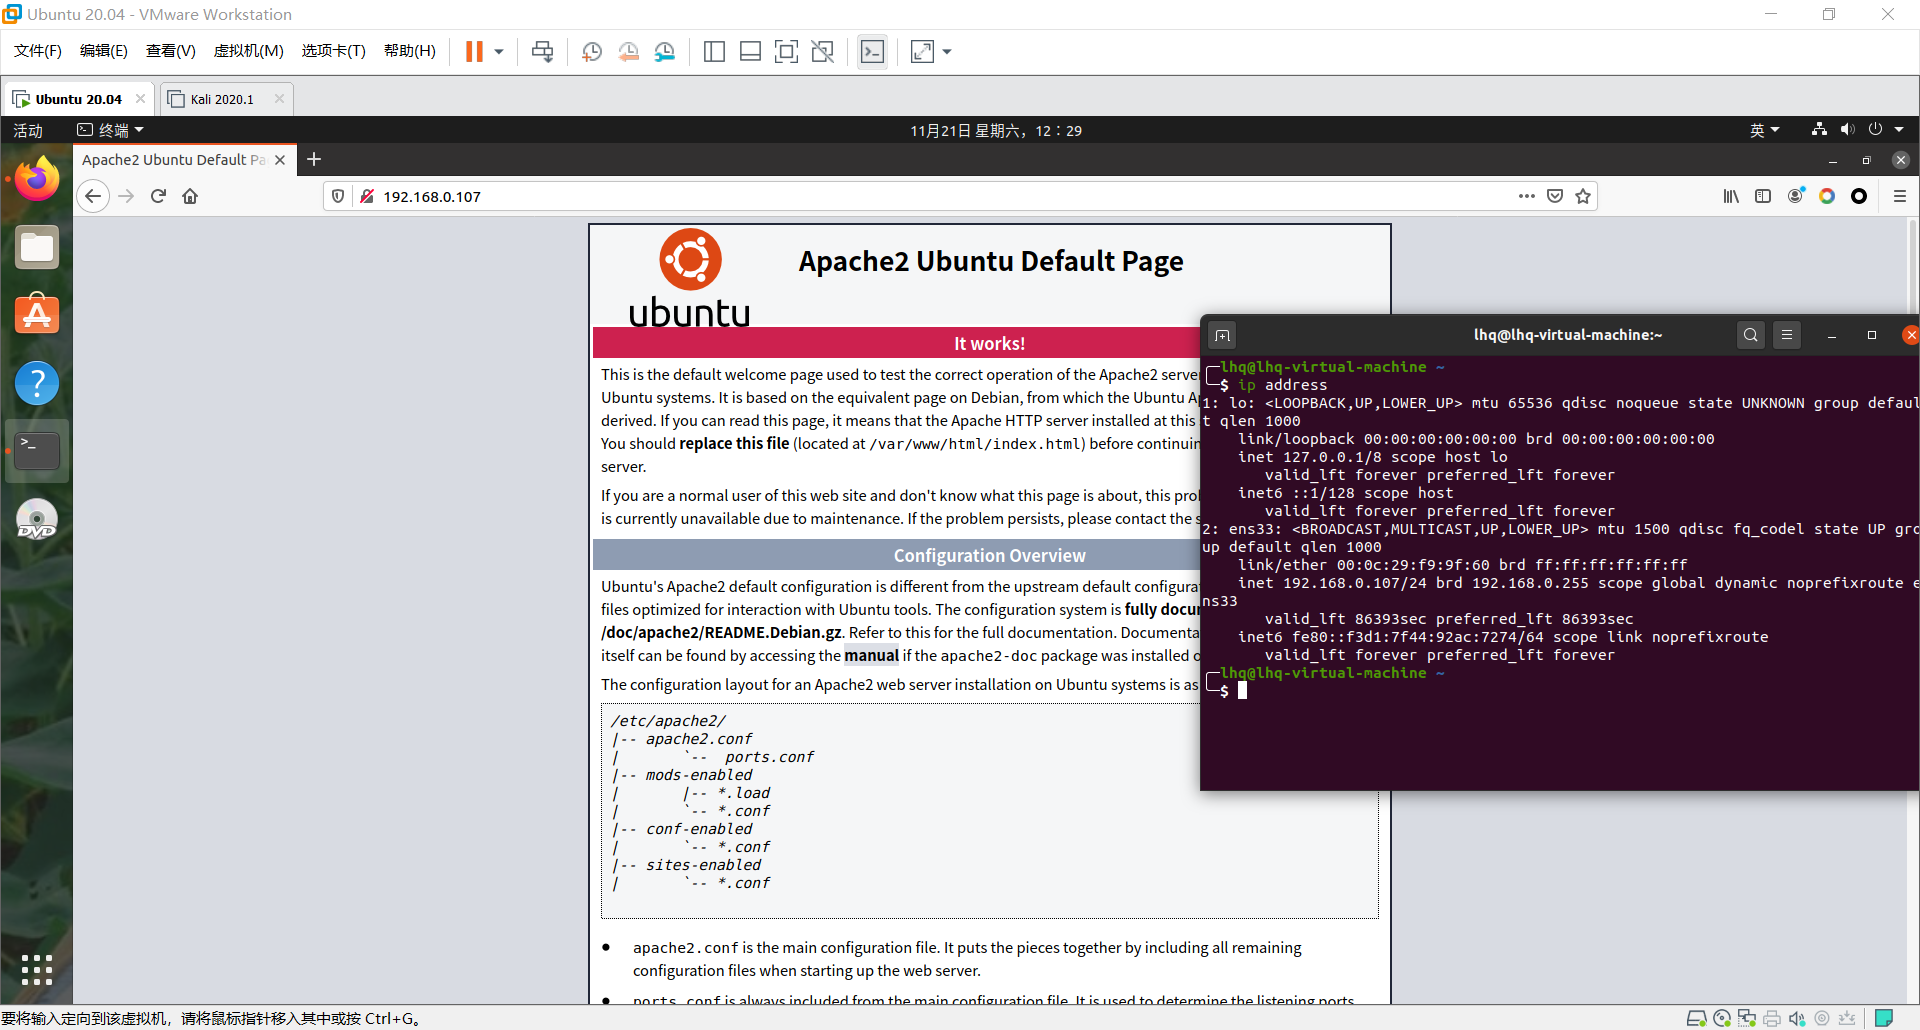 Ubuntu 20.04 - VMware Workstation
文件(F) 编辑(E) 查看(V) 虚拟机(M) 选项卡(T) 帮助(H)
Ubuntu 20.04 Kali 2020.1
活动 终端 11月21日 星期六，12：29 英
Apache2 Ubuntu Default Pa
192.168.0.107
Apache2 Ubuntu Default Page
ubuntu
It works!
This is the default welcome page used to test the correct operation of the Apache2 server
Ubuntu systems. It is based on the equivalent page on Debian, from which the Ubuntu A
derived. If you can read this page, it means that the Apache HTTP server installed at this
You should replace this file (located at /var/www/html/index.html) before continuin
server.
If you are a normal user of this web site and don't know what this page is about, this pro
is currently unavailable due to maintenance. If the problem persists, please contact the s
Configuration Overview
Ubuntu's Apache2 default configuration is different from the upstream default configura
files optimized for interaction with Ubuntu tools. The configuration system is fully docu
/doc/apache2/README.Debian.gz. Refer to this for the full documentation. Documenta
itself can be found by accessing the manual if the apache2-doc package was installed o
The configuration layout for an Apache2 web server installation on Ubuntu systems is as
/etc/apache2/
|-- apache2.conf
|       `--  ports.conf
|-- mods-enabled
|       |-- *.load
|       `-- *.conf
|-- conf-enabled
|       `-- *.conf
|-- sites-enabled
|       `-- *.conf
● apache2.conf is the main configuration file. It puts the pieces together by including all remaining
configuration files when starting up the web server.
● ports.conf is always included from the main configuration file. It is used to determine the listening ports
lhq@lhq-virtual-machine:~
lhq@lhq-virtual-machine ~
$ ip address
1: lo: <LOOPBACK,UP,LOWER_UP> mtu 65536 qdisc noqueue state UNKNOWN group defaul
t qlen 1000
link/loopback 00:00:00:00:00:00 brd 00:00:00:00:00:00
inet 127.0.0.1/8 scope host lo
valid_lft forever preferred_lft forever
inet6 ::1/128 scope host
valid_lft forever preferred_lft forever
2: ens33: <BROADCAST,MULTICAST,UP,LOWER_UP> mtu 1500 qdisc fq_codel state UP gro
up default qlen 1000
link/ether 00:0c:29:f9:9f:60 brd ff:ff:ff:ff:ff:ff
inet 192.168.0.107/24 brd 192.168.0.255 scope global dynamic noprefixroute e
ns33
valid_lft 86393sec preferred_lft 86393sec
inet6 fe80::f3d1:7f44:92ac:7274/64 scope link noprefixroute
valid_lft forever preferred_lft forever
lhq@lhq-virtual-machine ~
$
DVD
要将输入定向到该虚拟机，请将鼠标指针移入其中或按 Ctrl+G。